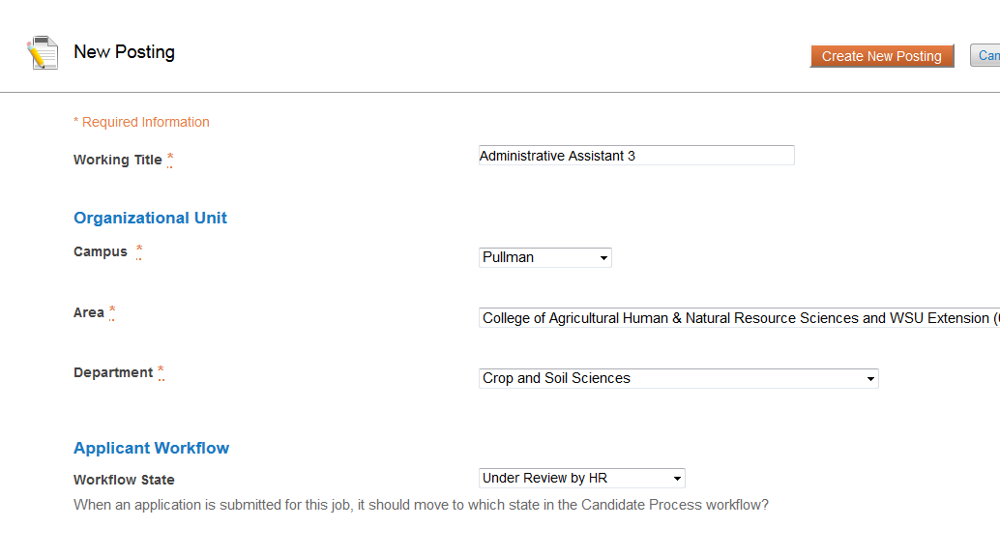 New Posting
Create New Posting
Can
* Required Information
Working Title *
Administrative Assistant 3
Organizational Unit
Campus *
Pullman
Area *
College of Agricultural Human & Natural Resource Sciences and WSU Extension (
Department *
Crop and Soil Sciences
Applicant Workflow
Workflow State
Under Review by HR
When an application is submitted for this job, it should move to which state in the Candidate Process workflow?